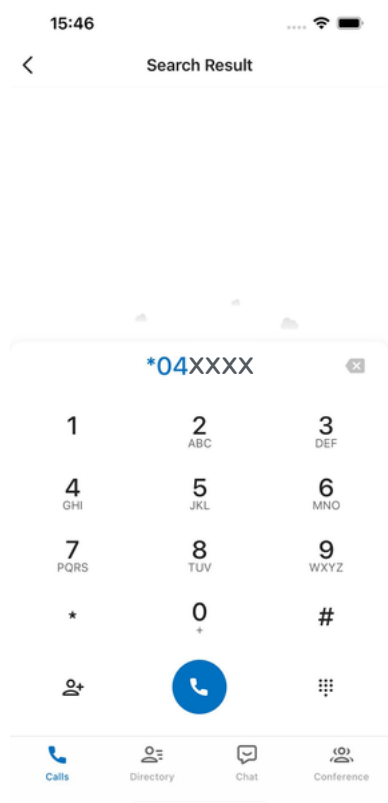 15:46
Search Result
*04XXXX
1 2 3
ABC DEF
4 5 6
GHI JKL MNO
7 8 9
PQRS TUV WXYZ
* 0 #
+
Calls Directory Chat Conference